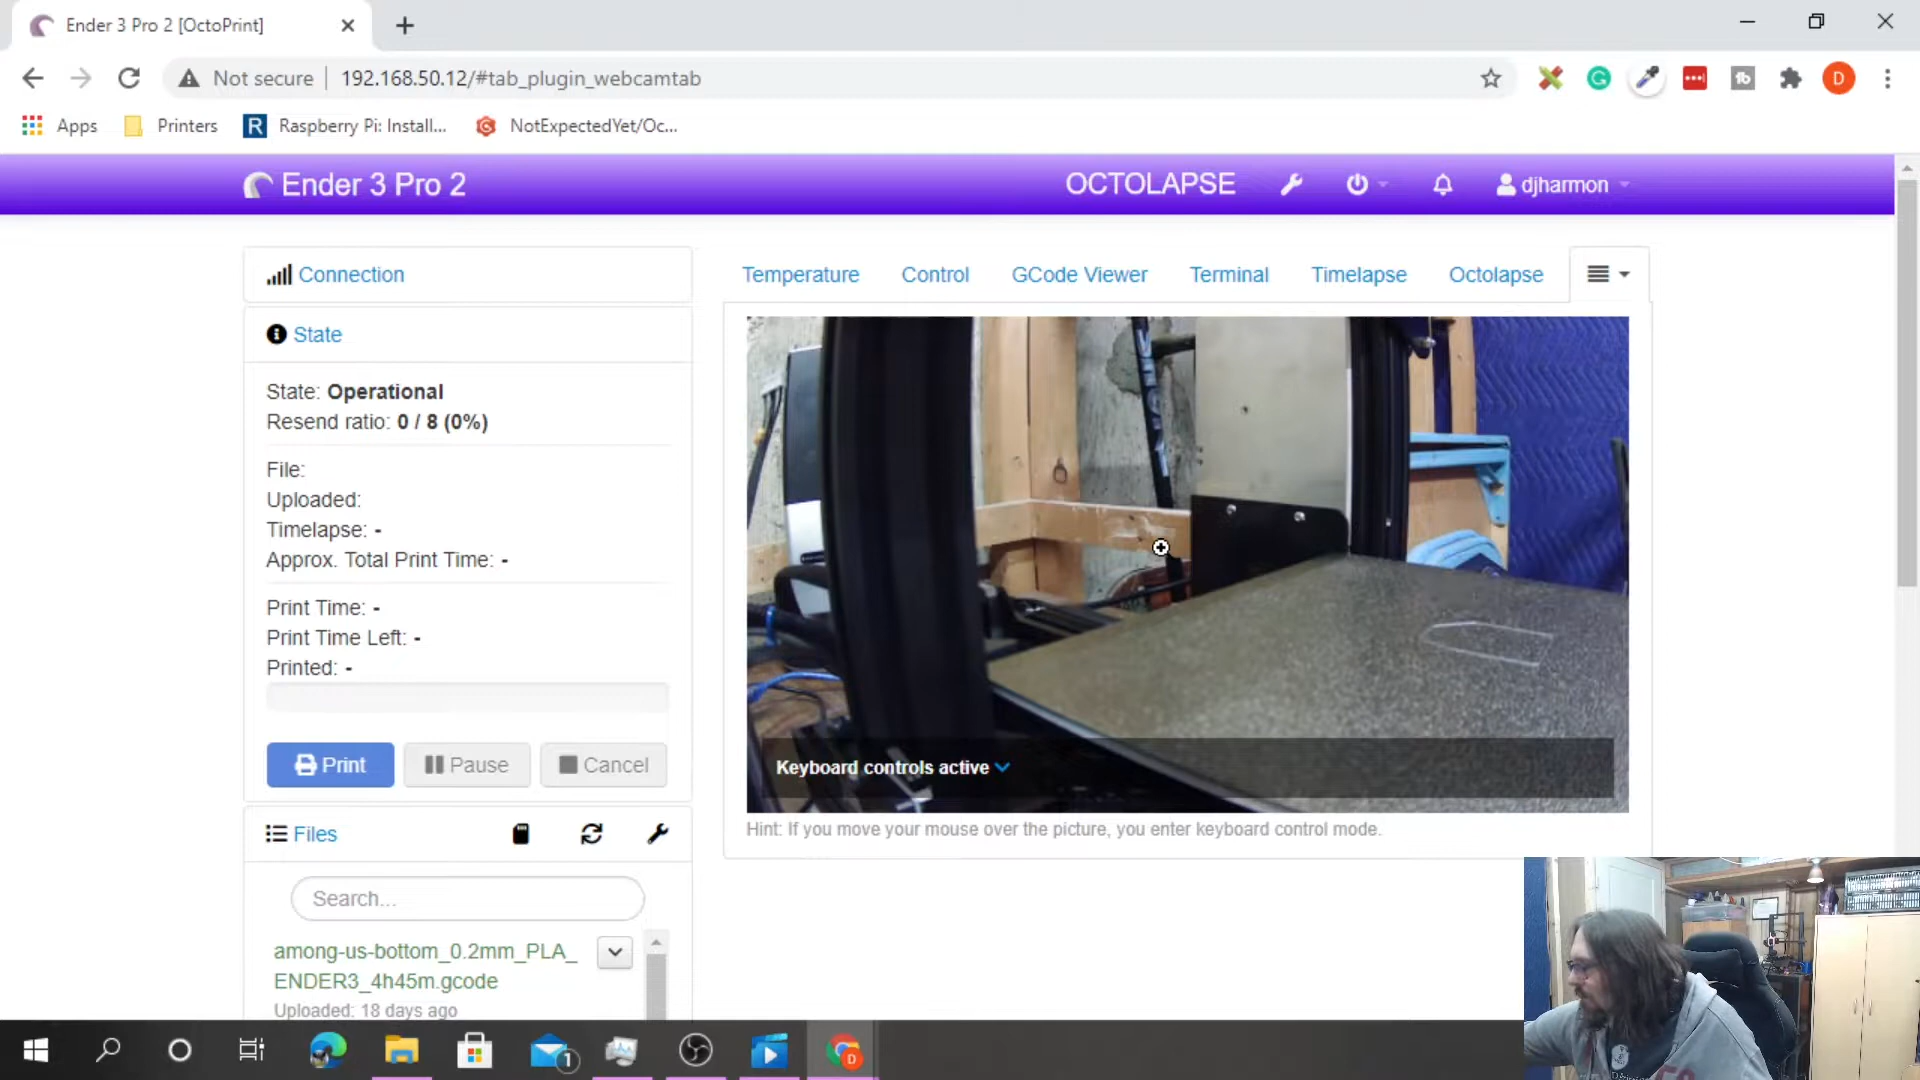 Ender 3 Pro 2 [OctoPrint]
Not secure
192.168.50.12/#tab_plugin_webcamtab
D
Apps
Printers
R
Raspberry Pi: Install...
NotExpectedYet/Oc...
Ender 3 Pro 2
OCTOLAPSE
djharmon
Connection
Temperature
Control
GCode Viewer
Terminal
Timelapse
Octolapse
State
State: Operational
Resend ratio: 0 / 8 (0%)
File:
Uploaded:
Timelapse: -
Approx. Total Print Time: -
Print Time: -
Print Time Left: -
Printed: -
Print
Pause
Cancel
Keyboard controls active
Hint: If you move your mouse over the picture, you enter keyboard control mode.
Files
Search...
among-us-bottom_0.2mm_PLA_
ENDER3_4h45m.gcode
Uploaded: 18 days ago
1
D